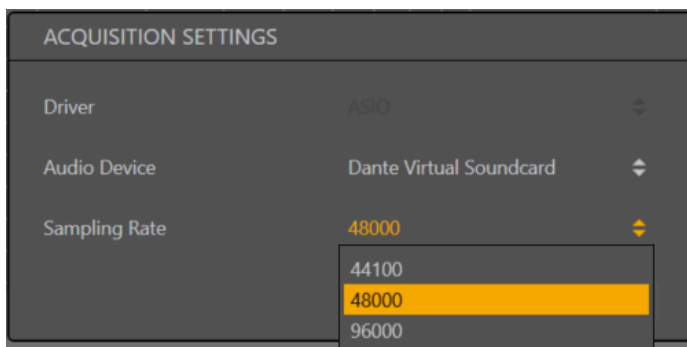 ACQUISITION SETTINGS
Driver ASIO
Audio Device Dante Virtual Soundcard
Sampling Rate 48000
44100
48000
96000